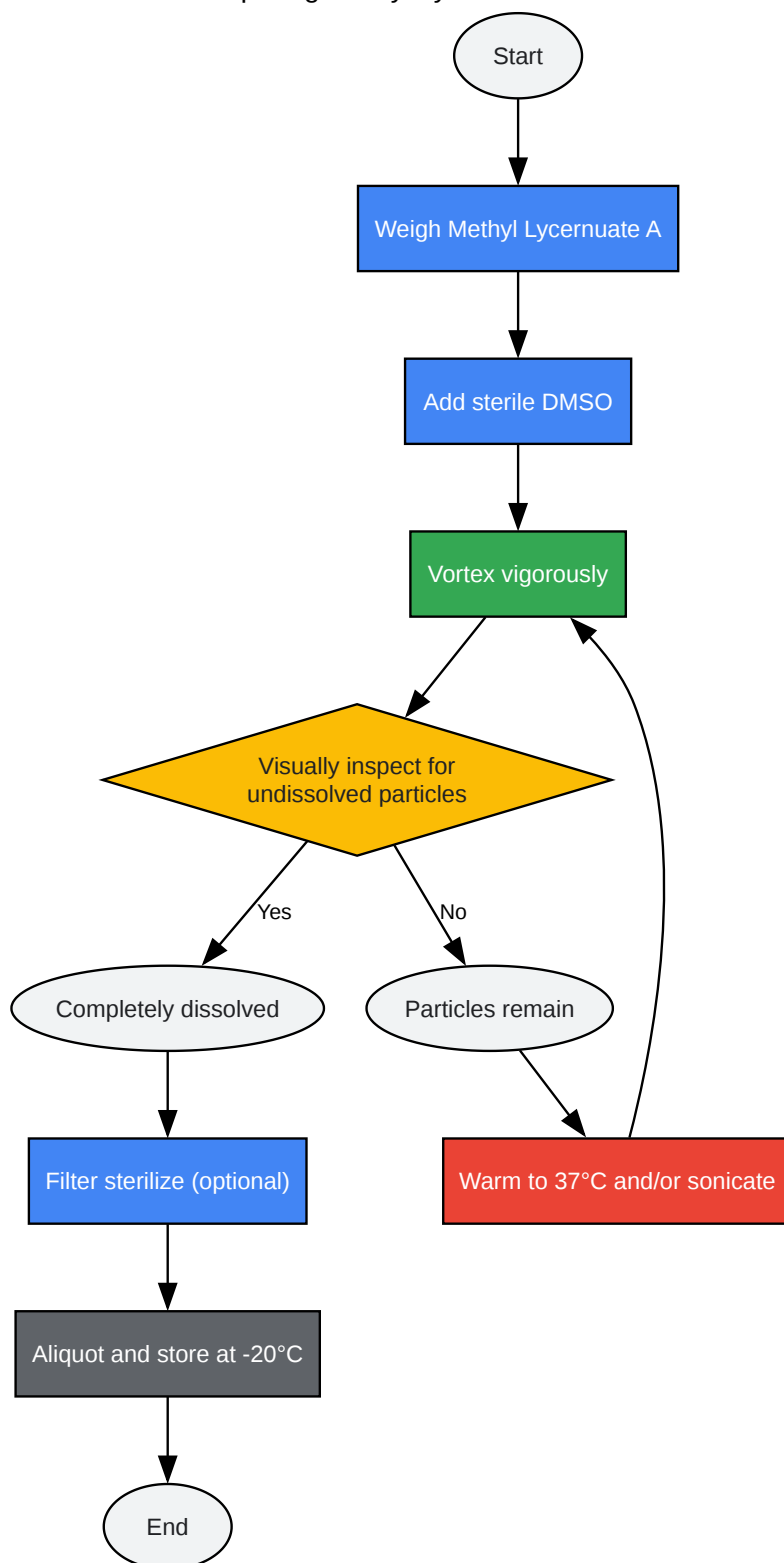 Start
Weigh Methyl Lycernuate A
Add sterile DMSO
Vortex vigorously
Visually inspect for
undissolved particles
Yes
No
Completely dissolved
Particles remain
Filter sterilize (optional)
Warm to 37°C and/or sonicate
Aliquot and store at -20°C
End